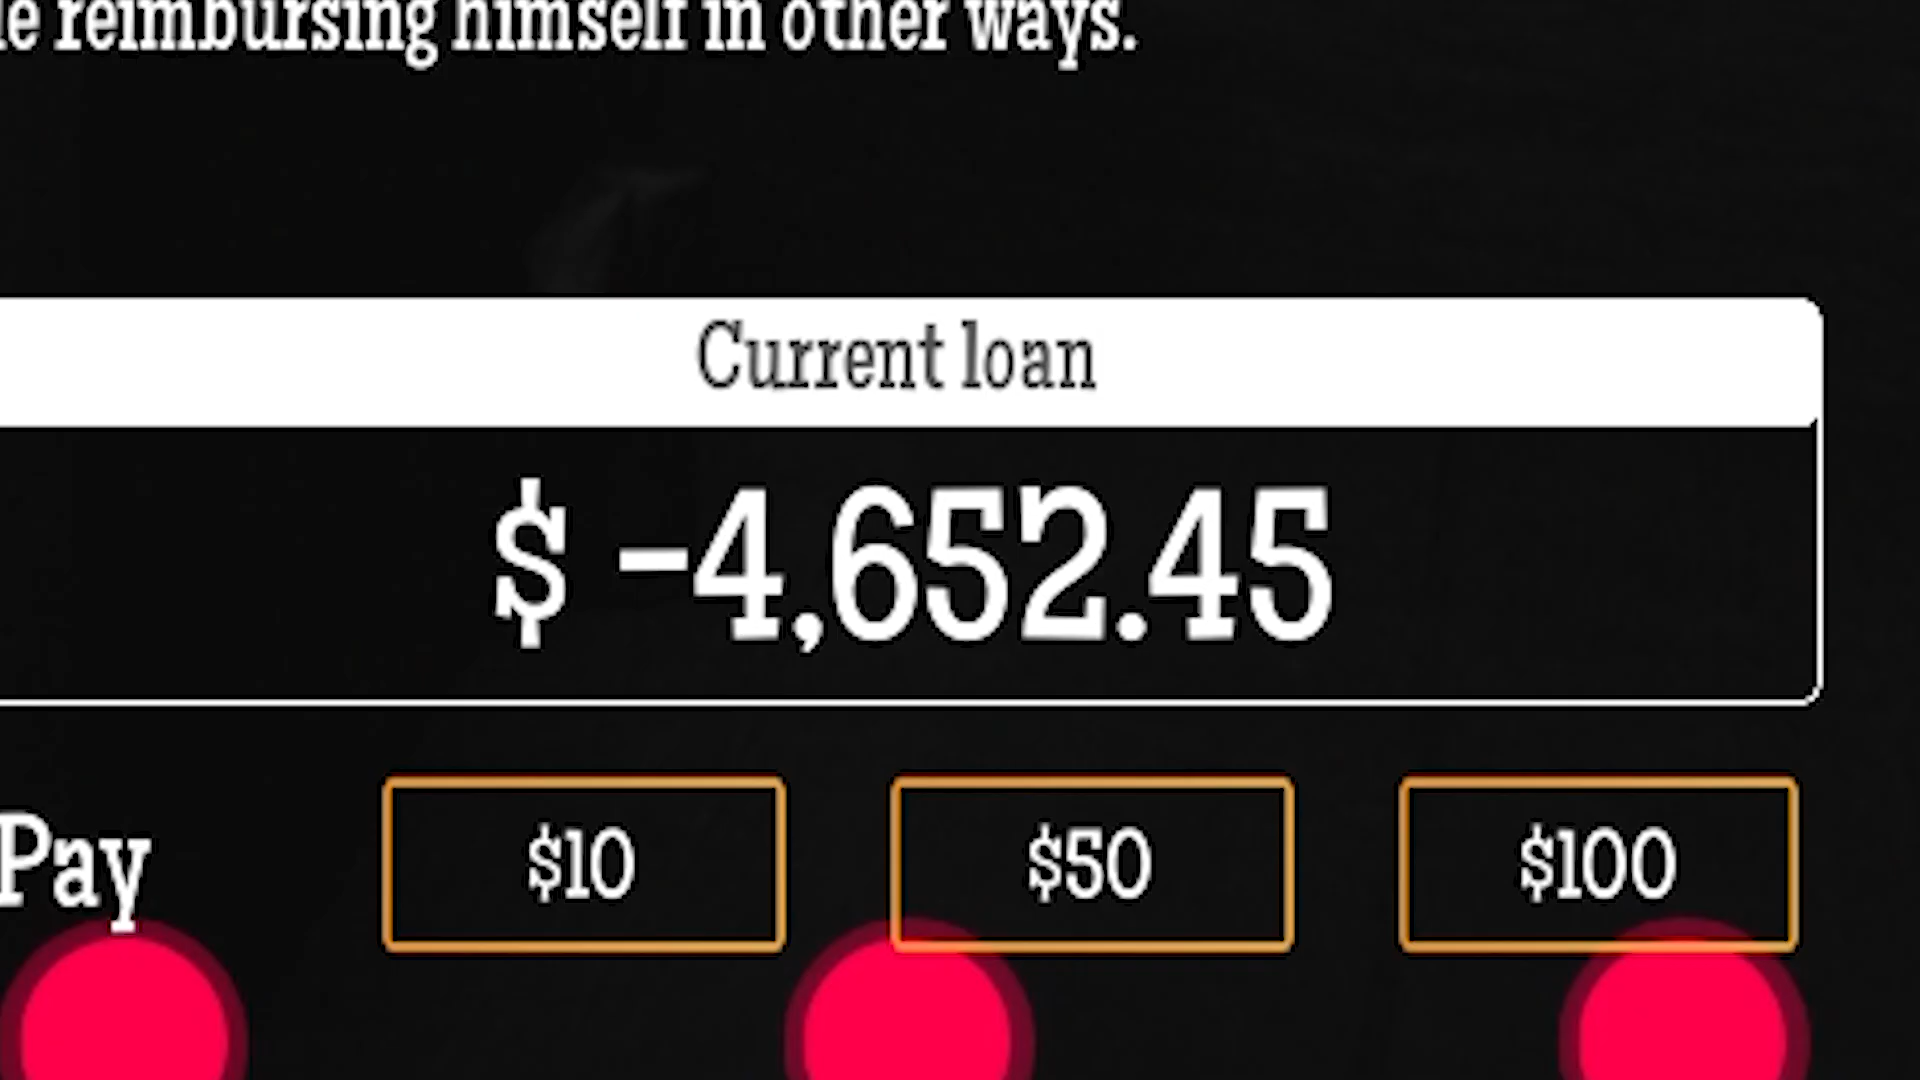 reimbursing himself in other ways.
Current loan
$ -4,652.45
Pay
$10
$50
$100